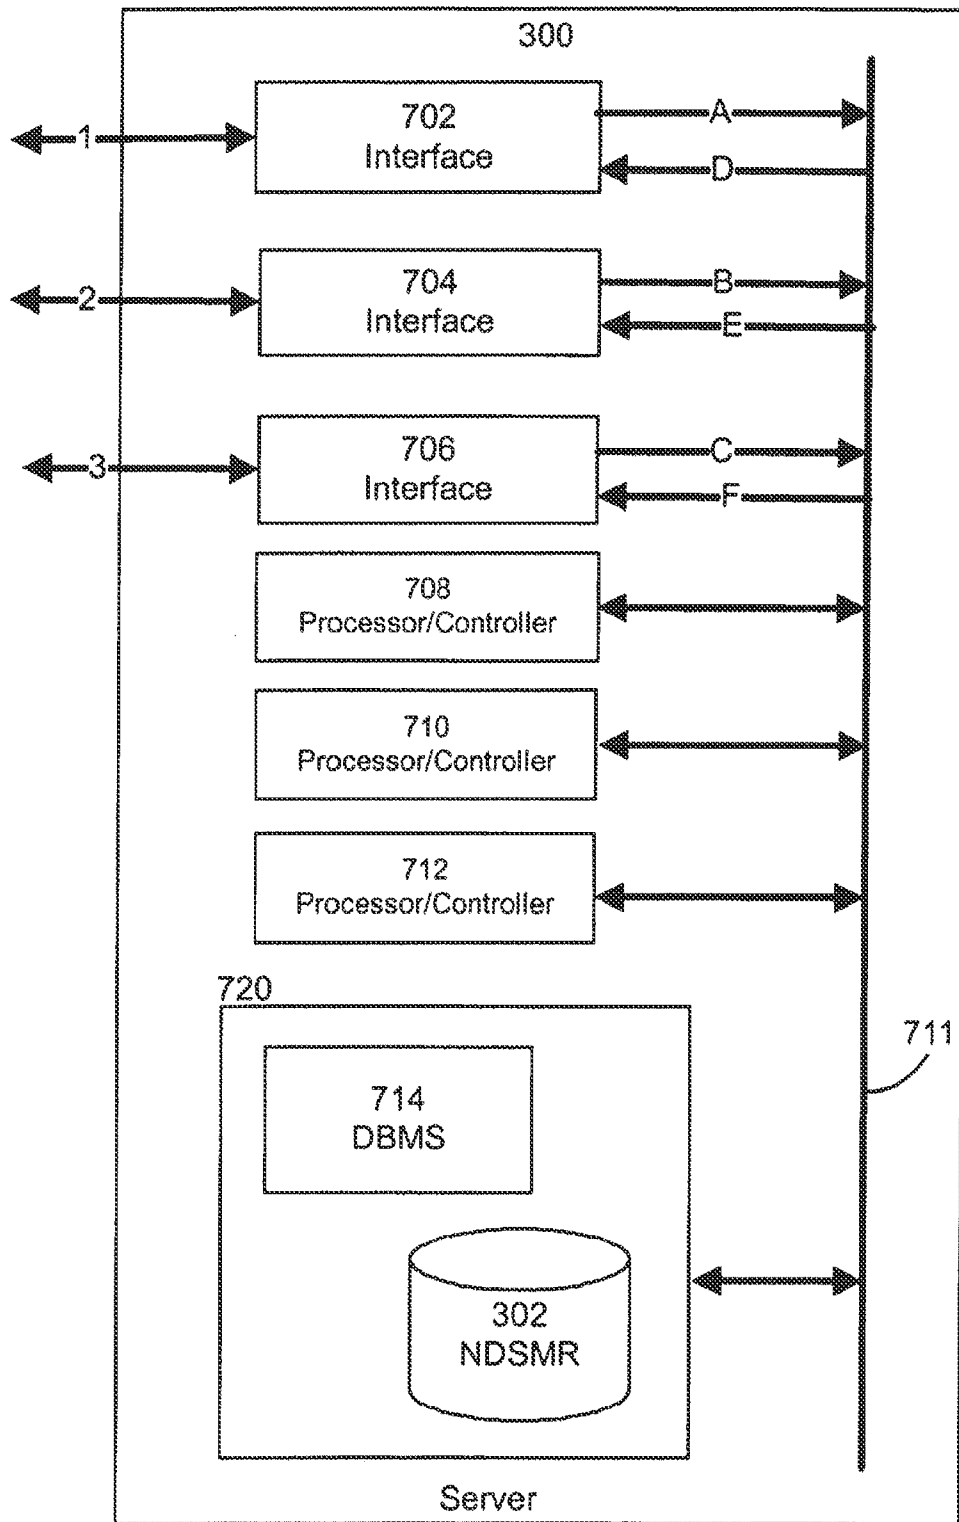 300
702
Interface
1
A
D
704
Interface
2
B
E
706
Interface
3
C
F
708
Processor/Controller
710
Processor/Controller
712
Processor/Controller
720
711
714
DBMS
302
NDSMR
Server